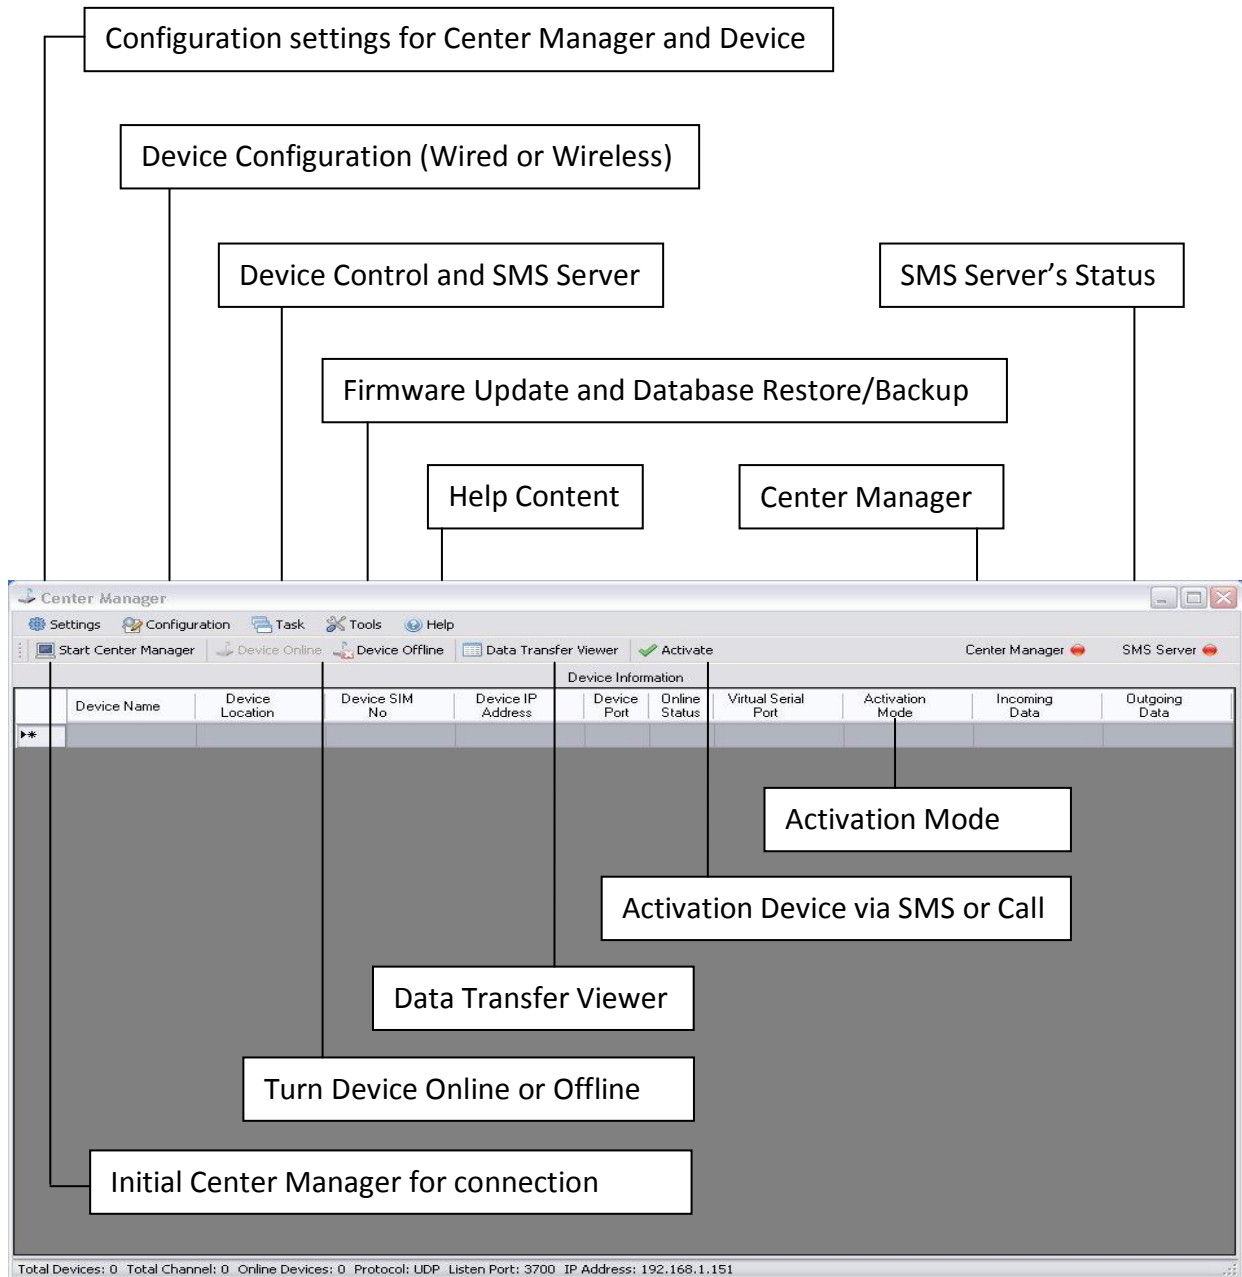 Configuration settings for Center Manager and Device
Device Configuration (Wired or Wireless)
Device Control and SMS Server
SMS Server’s Status
Firmware Update and Database Restore/Backup
Help Content
Center Manager
Center Manager
Settings Configuration Task Tools Help
Start Center Manager Device Online Device Offline Data Transfer Viewer Activate Center Manager SMS Server
Device Information
Device Name Device Location Device SIM No Device IP Address Device Port Online Status Virtual Serial Port Activation Mode Incoming Data Outgoing Data
Activation Mode
Activation Device via SMS or Call
Data Transfer Viewer
Turn Device Online or Offline
Initial Center Manager for connection
Total Devices: 0 Total Channel: 0 Online Devices: 0 Protocol: UDP Listen Port: 3700 IP Address: 192.168.1.151